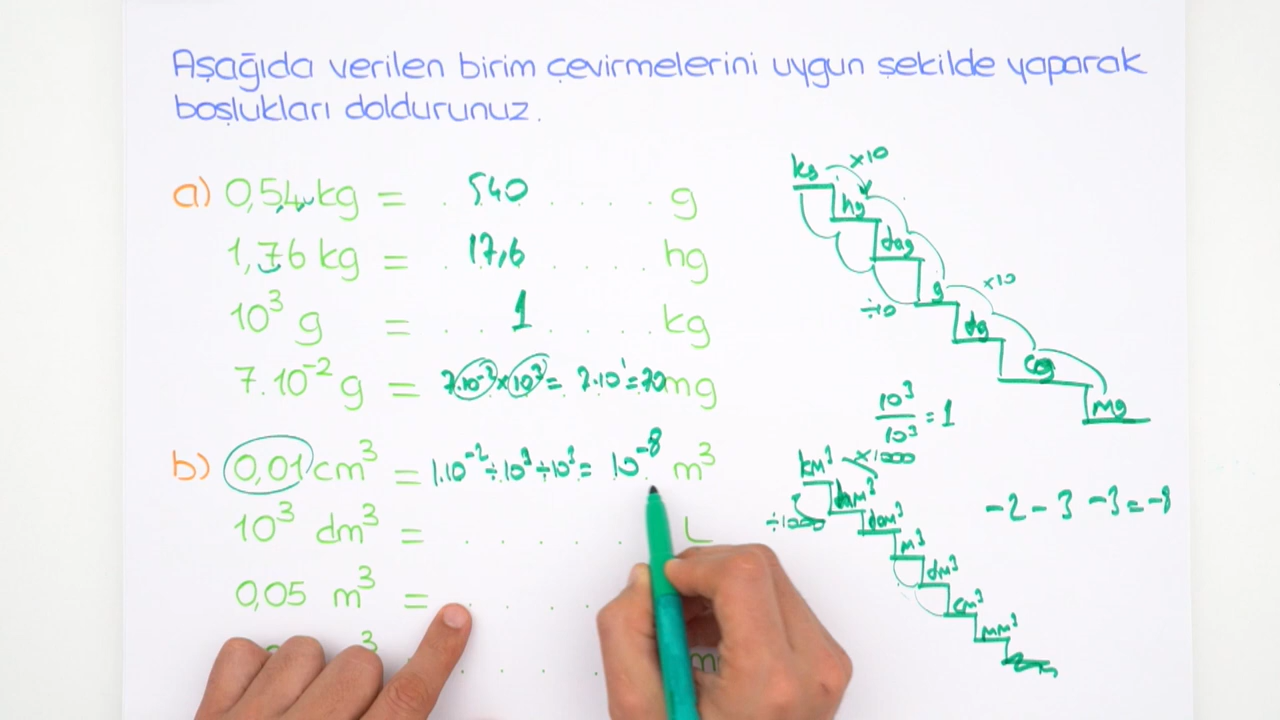 Aşağıda verilen birim çevirmelerini uygun şekilde yaparak
boşlukları doldurunuz.
a) 0,54 kg = 540 g
1,76 kg = 17,6 hg
10³ g = 1 kg
7.10⁻² g = 7.10⁻² x 10³ = 7.10¹ = 70 mg
b) 0,01 cm³ = 1.10⁻² ÷ 10³ ÷ 10³ = 10⁻⁸ m³
10³ dm³ = L
0,05 m³ =
kg x10
hg
dag
g x10
÷10
dg
cg
mg
10³/10³ = 1
km³ x1000
hm³
÷1000
dam³
m³
dm³
cm³
mm³
-2 - 3 - 3 = -8